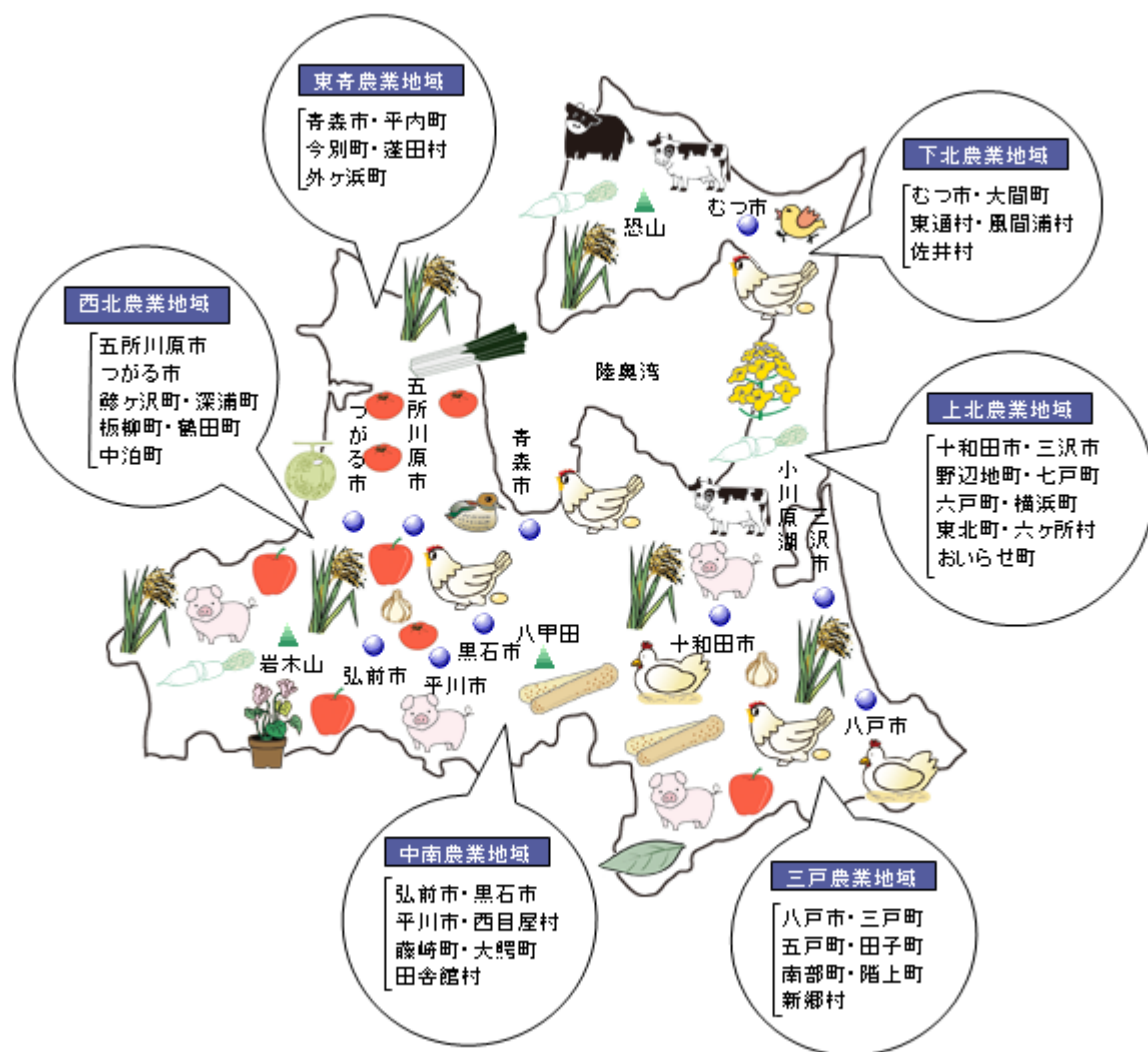 東青農業地域
青森市・平内町
今別町・蓬田村
外ヶ浜町
下北農業地域
むつ市・大間町
東通村・風間浦村
佐井村
西北農業地域
五所川原市
つがる市
鰺ヶ沢町・深浦町
板柳町・鶴田町
中泊町
上北農業地域
十和田市・三沢市
野辺地町・七戸町
六戸町・横浜町
東北町・六ヶ所村
おいらせ町
恐山
むつ市
陸奥湾
つがる市
五所川原市
青森市
小川原湖
三沢市
岩木山
弘前市
平川市
黒石市
八甲田
十和田市
八戸市
中南農業地域
弘前市・黒石市
平川市・西目屋村
藤崎町・大鰐町
田舎館村
三戸農業地域
八戸市・三戸町
五戸町・田子町
南部町・階上町
新郷村